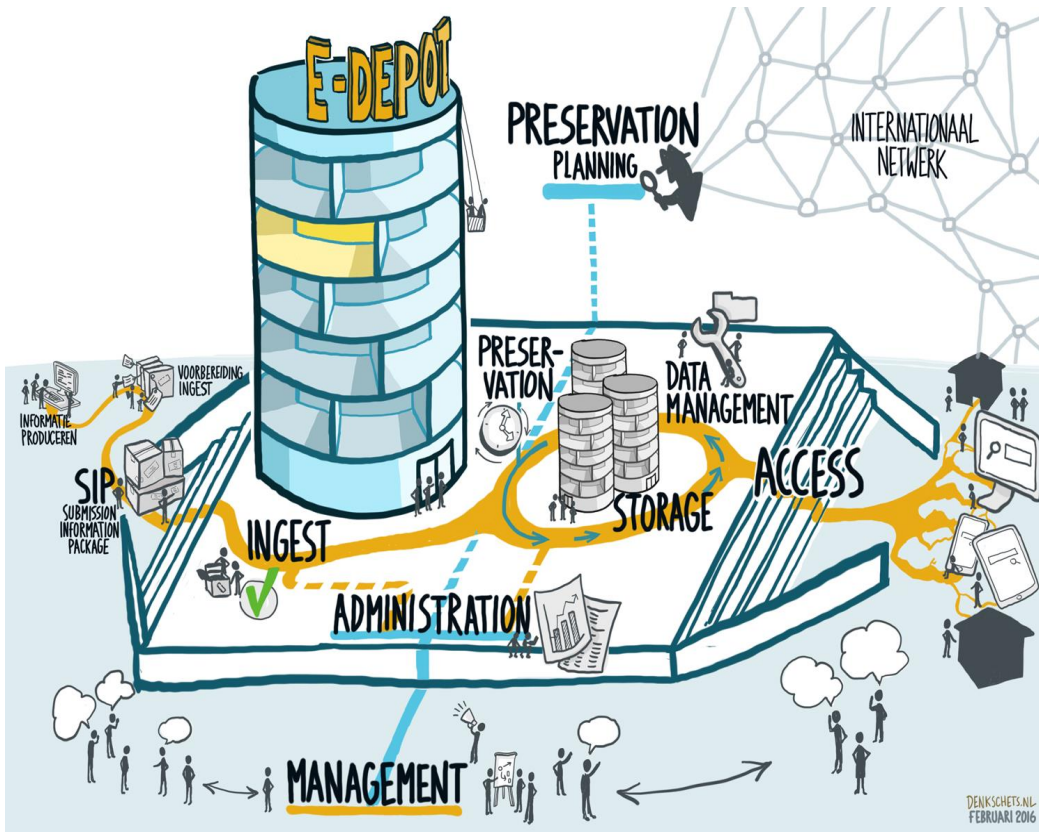 E-DEPOT
PRESERVATION
PLANNING
INTERNATIONAAL
NETWERK
VOORBEREIDING
INGEST
INFORMATIE
PRODUCEREN
PRESER-
VATION
DATA
MANAGEMENT
SIP
SUBMISSION
INFORMATION
PACKAGE
ACCESS
STORAGE
INGEST
ADMINISTRATION
MANAGEMENT
DENKSCHETS.NL
FEBRUARI 2016